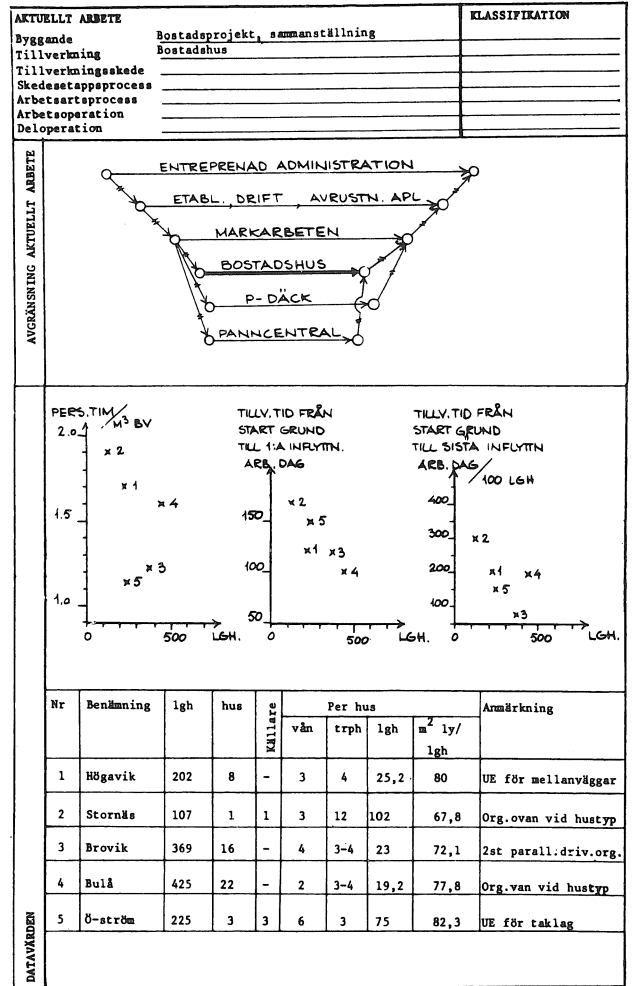 AKTUELLT ARBETE
KLASSIFIKATION
Byggande Bostadsprojekt, sammanställning
Tillverkning Bostadshus
Tillverkningsskede
Skedesetappsprocess
Arbetsartsprocess
Arbetsoperation
Deloperation
AVGRÄNSNING AKTUELLT ARBETE
ENTREPRENAD ADMINISTRATION
ETABL., DRIFT, AVRUSTN. APL
MARKARBETEN
BOSTADSHUS
P-DÄCK
PANNCENTRAL
PERS.TIM/M³ BV
2.0
1.5
1.0
2
1
4
3
5
0 500 LGH.
TILLV. TID FRÅN
START GRUND
TILL 1:A INFLYTTN.
ARB. DAG
150
100
50
2
5
1 3
4
0 500 LGH.
TILLV. TID FRÅN
START GRUND
TILL SISTA INFLYTTN
ARB. DAG/100 LGH
400
300
200
100
2
1 4
5
3
0 500 LGH.
Nr Benämning lgh hus Källare Per hus Anmärkning
vån trph lgh m² ly/
lgh
1 Högavik 202 8 - 3 4 25,2 80 UE för mellanväggar
2 Stornäs 107 1 1 3 12 102 67,8 Org.ovan vid hustyp
3 Brovik 369 16 - 4 3-4 23 72,1 2st parall.driv.org.
4 Bulå 425 22 - 2 3-4 19,2 77,8 Org.van vid hustyp
5 Ö-ström 225 3 3 6 3 75 82,3 UE för taklag
DATAVÄRDEN